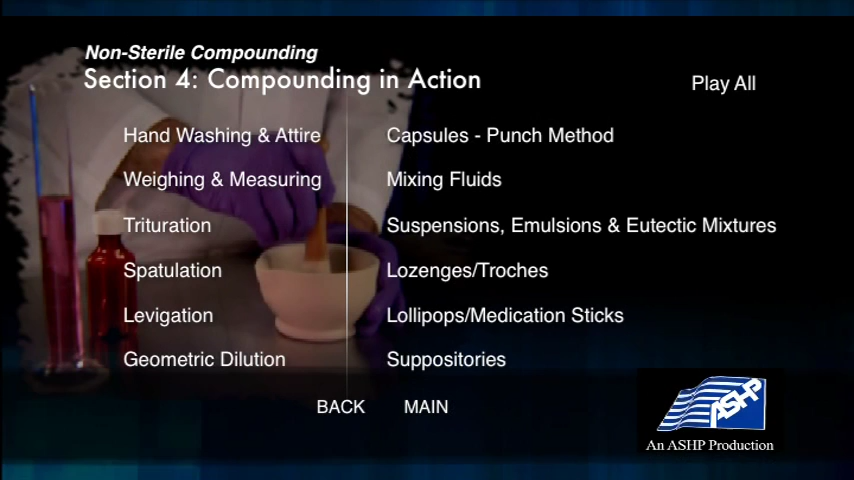 Non-Sterile Compounding
Section 4: Compounding in Action
Play All
Hand Washing & Attire
Weighing & Measuring
Trituration
Spatulation
Levigation
Geometric Dilution
Capsules - Punch Method
Mixing Fluids
Suspensions, Emulsions & Eutectic Mixtures
Lozenges/Troches
Lollipops/Medication Sticks
Suppositories
BACK
MAIN
ASHP
An ASHP Production